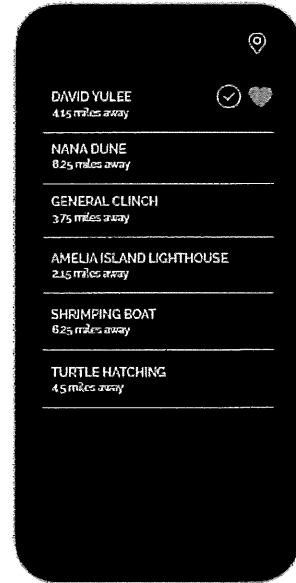 DAVID YULEE
4.15 miles away
NANA DUNE
8.25 miles away
GENERAL CLINCH
3.75 miles away
AMELIA ISLAND LIGHTHOUSE
2.15 miles away
SHRIMPING BOAT
6.25 miles away
TURTLE HATCHING
4.5 miles away